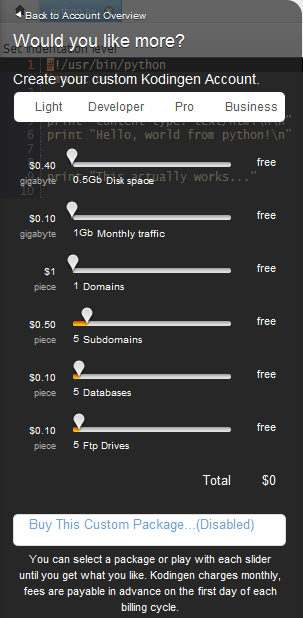 Back to Account Overview
Set indentation level
Would you like more?
1 #!/usr/bin/python
Create your custom Kodingen Account.
Light Developer Pro Business
print "Hello, world from python!\n"
7
$0.40 free
gigabyte 0.5Gb Disk space
print "This actually works..."
10
$0.10 free
gigabyte 1Gb Monthly traffic
$1 free
piece 1 Domains
$0.50 free
piece 5 Subdomains
$0.10 free
piece 5 Databases
$0.10 free
piece 5 Ftp Drives
Total $0
Buy This Custom Package...(Disabled)
You can select a package or play with each slider
until you get what you like. Kodingen charges monthly,
fees are payable in advance on the first day of each
billing cycle.